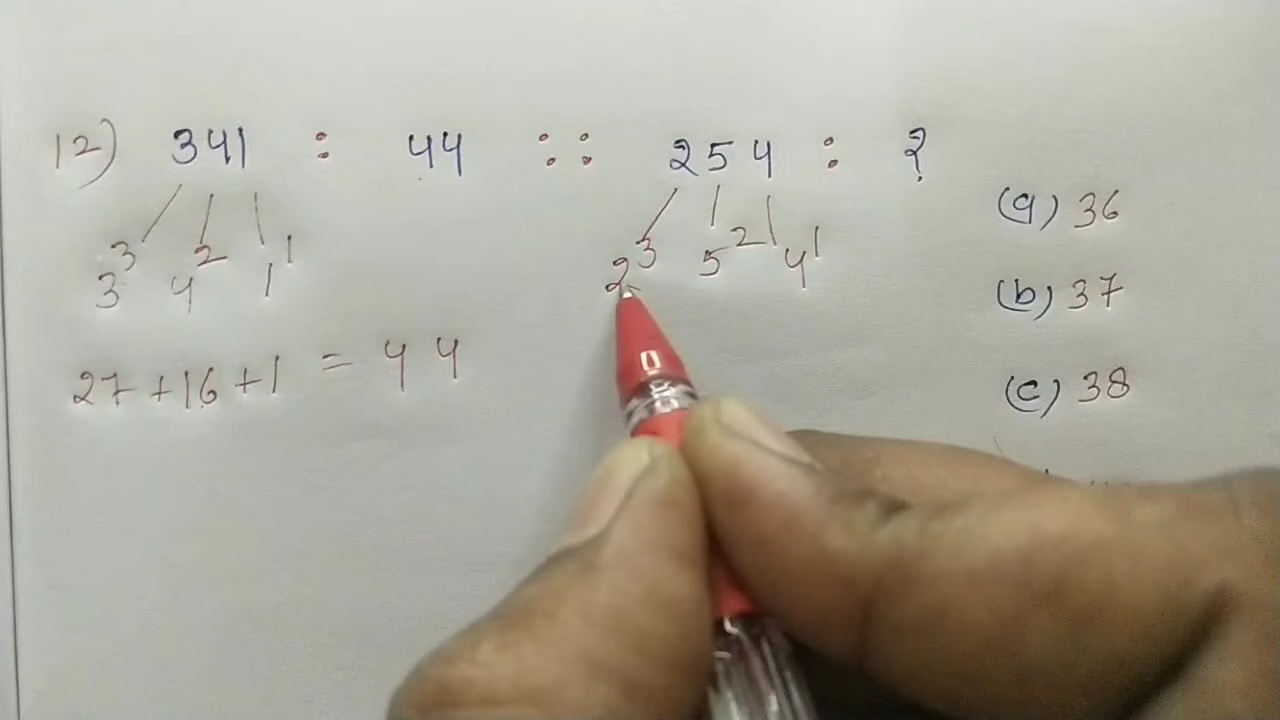 12) 341 : 44 :: 254 : ?
3³ 4² 1¹ 2³ 5² 4¹
27 + 16 + 1 = 44
(a) 36
(b) 37
(c) 38